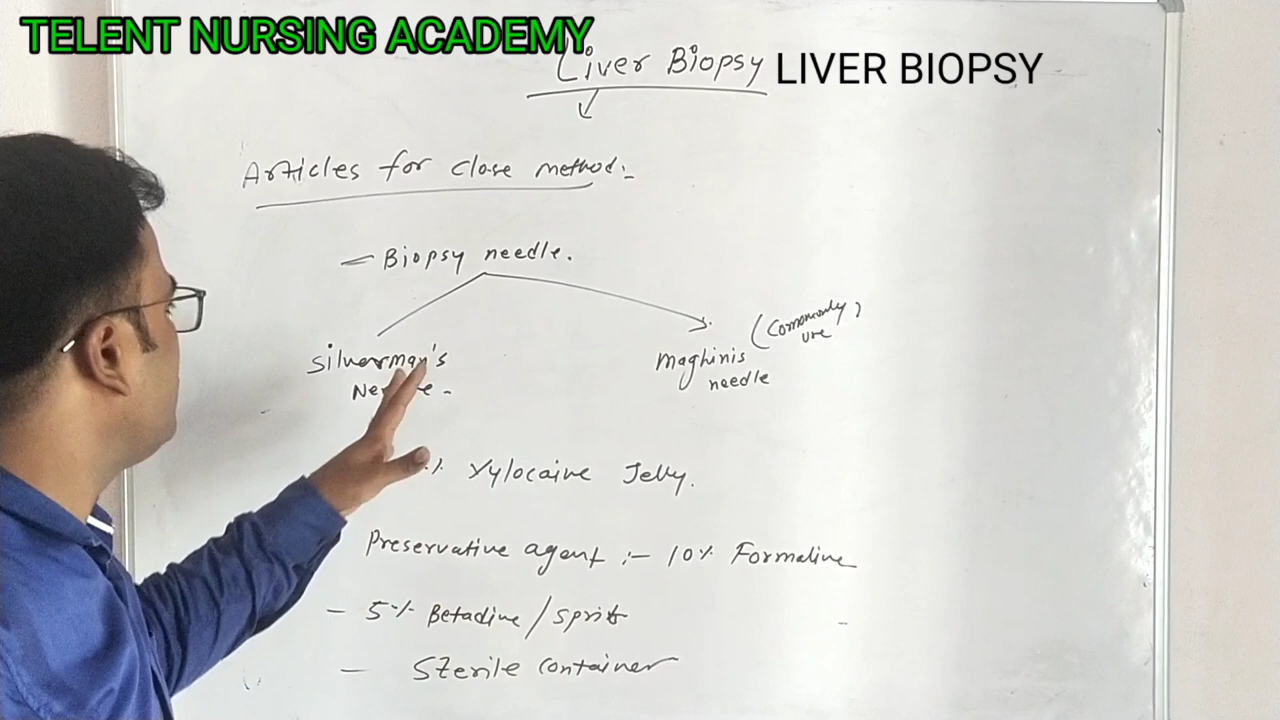 TELENT NURSING ACADEMY
Liver Biopsy LIVER BIOPSY
Articles for close method:-
- Biopsy needle.
(Commonly use)
Silverman's
maghinis
needle
% Xylocaine Jelly.
Preservative agent :- 10% Formaline
- 5% Betadine / Sprit
- Sterile container